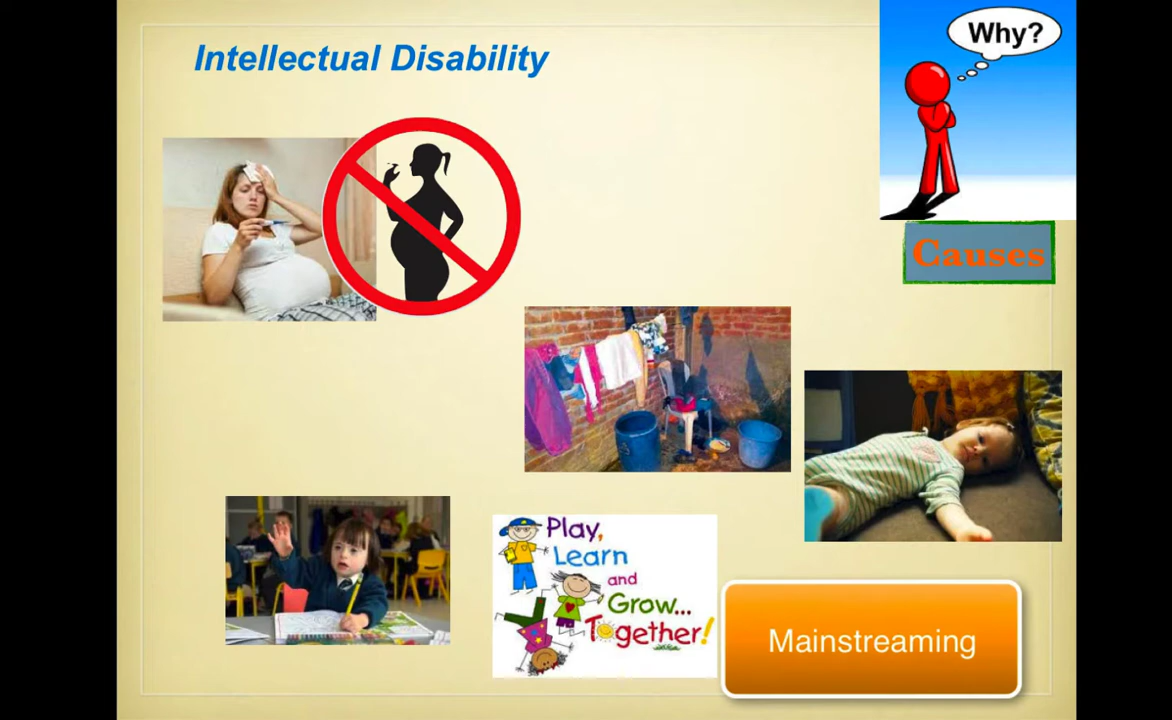 Intellectual Disability
Why?
Causes
Play,
Learn
and
Grow...
Together!
Mainstreaming